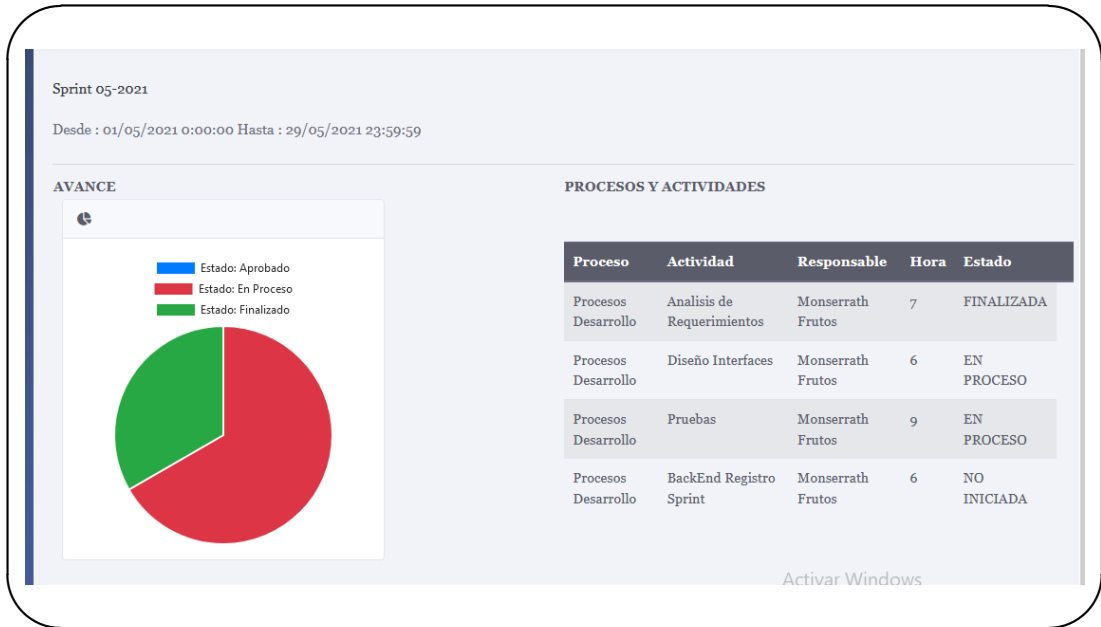 Sprint 05-2021
Desde : 01/05/2021 0:00:00 Hasta : 29/05/2021 23:59:59
AVANCE
Estado: Aprobado
Estado: En Proceso
Estado: Finalizado
PROCESOS Y ACTIVIDADES
Proceso Actividad Responsable Hora Estado
Procesos Analisis de Monserrath 7 FINALIZADA
Desarrollo Requerimientos Frutos
Procesos Diseño Interfaces Monserrath 6 EN
Desarrollo Frutos PROCESO
Procesos Pruebas Monserrath 9 EN
Desarrollo Frutos PROCESO
Procesos BackEnd Registro Monserrath 6 NO
Desarrollo Sprint Frutos INICIADA
Activar Windows